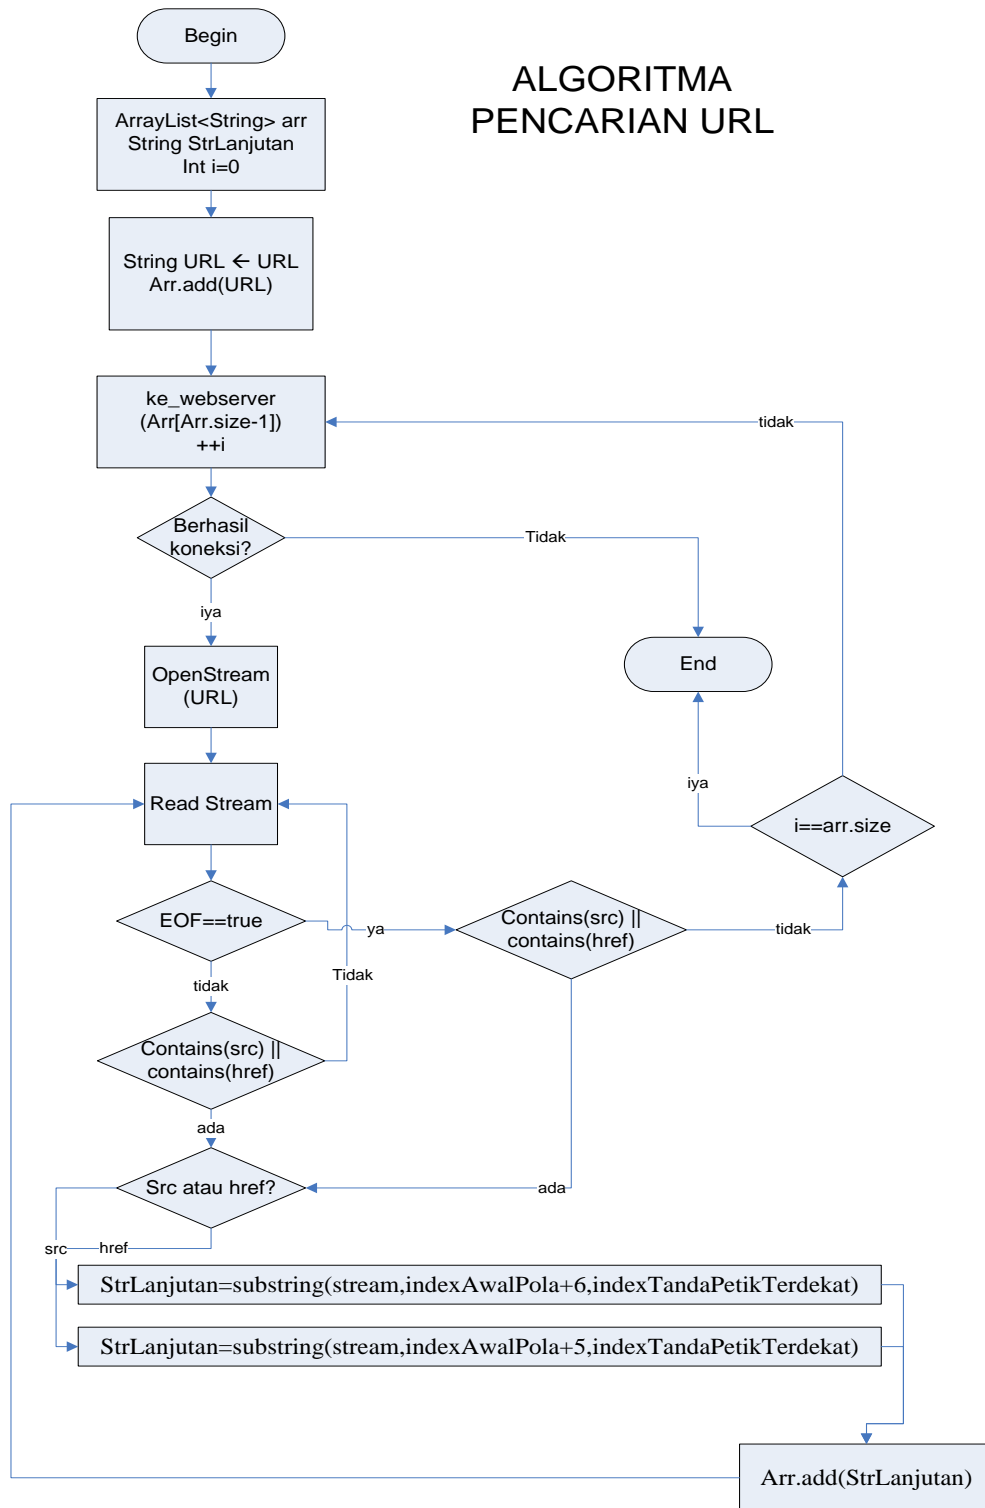 Begin
ALGORITMA
PENCARIAN URL
ArrayList<String> arr
String StrLanjutan
Int i=0
String URL ← URL
Arr.add(URL)
ke_webserver
(Arr[Arr.size-1])
++i
tidak
Berhasil
koneksi?
Tidak
iya
End
OpenStream
(URL)
iya
Read Stream
i==arr.size
EOF==true
ya
Contains(src) ||
contains(href)
tidak
tidak
Tidak
Contains(src) ||
contains(href)
ada
Src atau href?
ada
src
href
StrLanjutan=substring(stream,indexAwalPola+6,indexTandaPetikTerdekat)
StrLanjutan=substring(stream,indexAwalPola+5,indexTandaPetikTerdekat)
Arr.add(StrLanjutan)